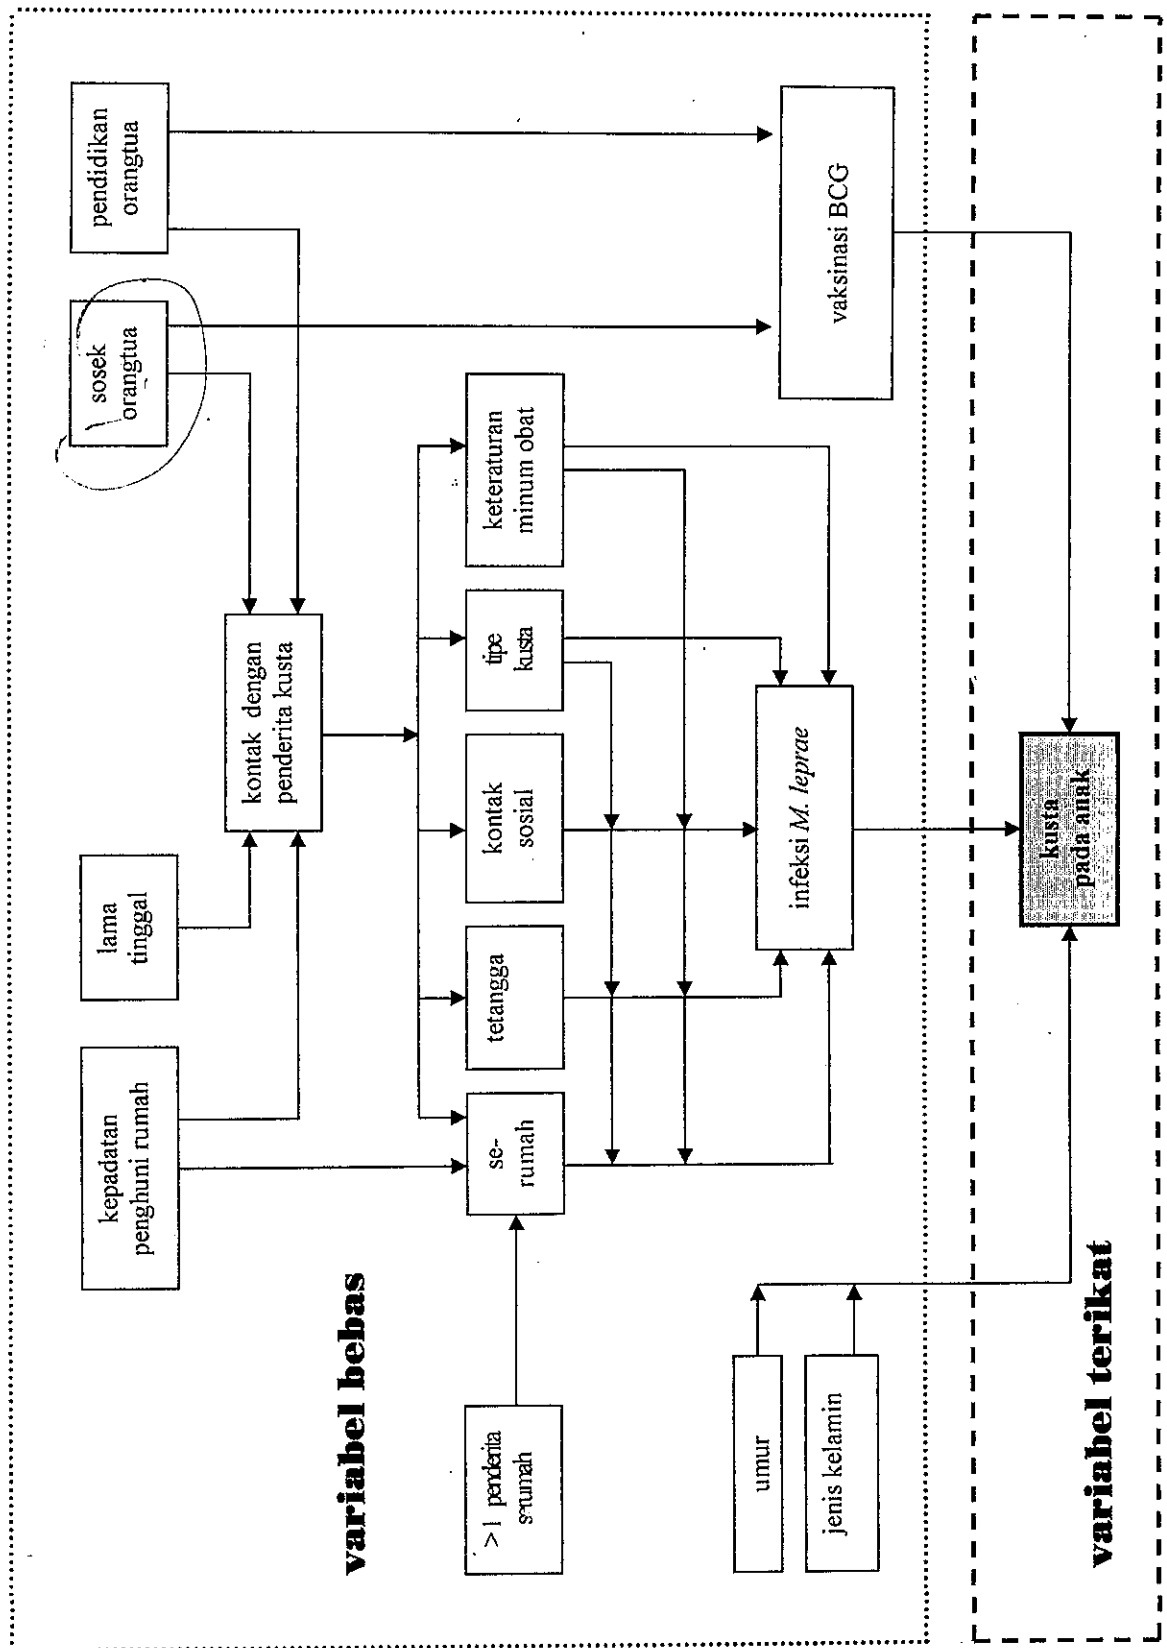 kepadatan
penghuni rumah
lama
tinggal
sosek
orangtua
pendidikan
orangtua
kontak dengan
penderita kusta
variabel bebas
>1 penderita
serumah
se-
rumah
tetangga
kontak
sosial
tipe
kusta
keteraturan
minum obat
umur
jenis kelamin
infeksi M. leprae
vaksinasi BCG
variabel terikat
kusta
pada anak